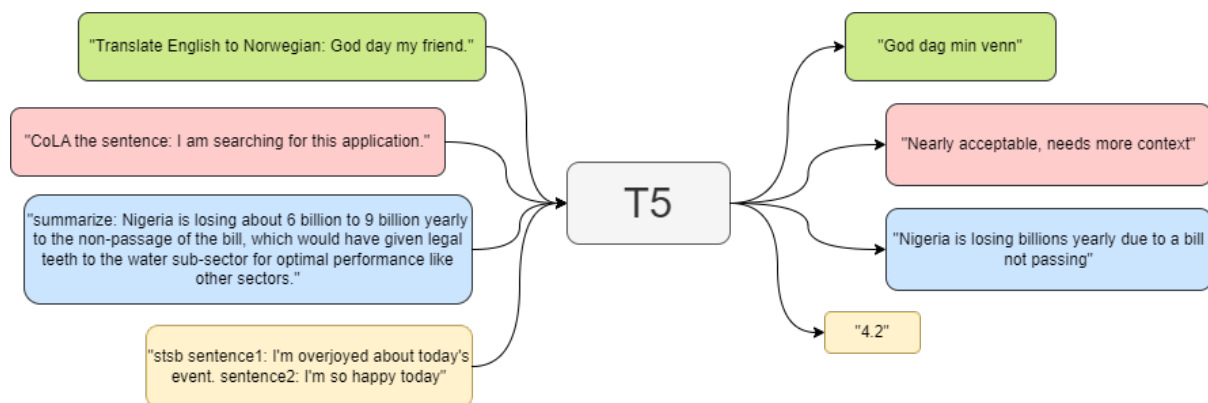 "Translate English to Norwegian: God day my friend."
"God dag min venn"
"CoLA the sentence: I am searching for this application."
"Nearly acceptable, needs more context"
T5
"summarize: Nigeria is losing about 6 billion to 9 billion yearly
to the non-passage of the bill, which would have given legal
teeth to the water sub-sector for optimal performance like
other sectors."
"Nigeria is losing billions yearly due to a bill
not passing"
"4.2"
"stsb sentence1: I'm overjoyed about today's
event. sentence2: I'm so happy today"